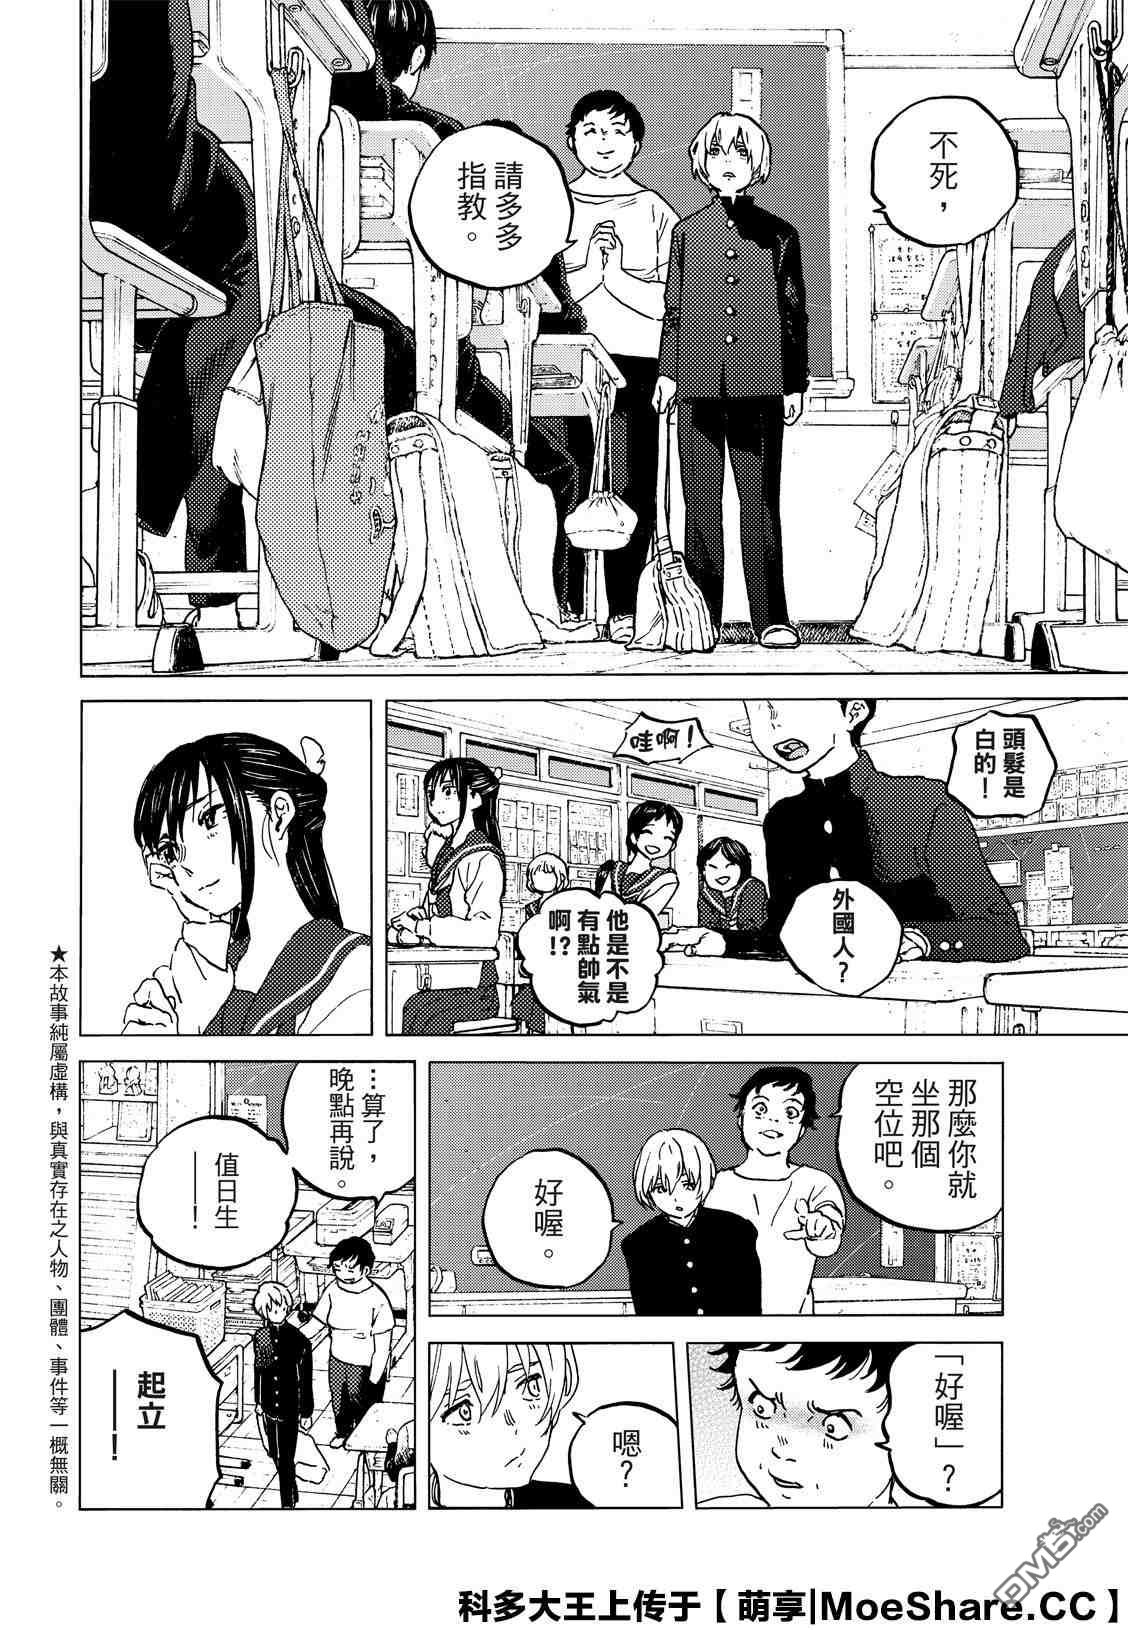 不死，
請多多
指教。
頭髮是
白的！
外國人？
哇啊！
他是不是
有點帥氣
啊!?
那麼你就
坐那個
空位吧。
好喔。
「好喔」？
嗯？
…算了，
晚點再說。
值日生
——！
起立
——！
★本故事純屬虛構，與真實存在之人物、團體、事件等一概無關。
科多大王上传于【萌享|MoeShare.CC】